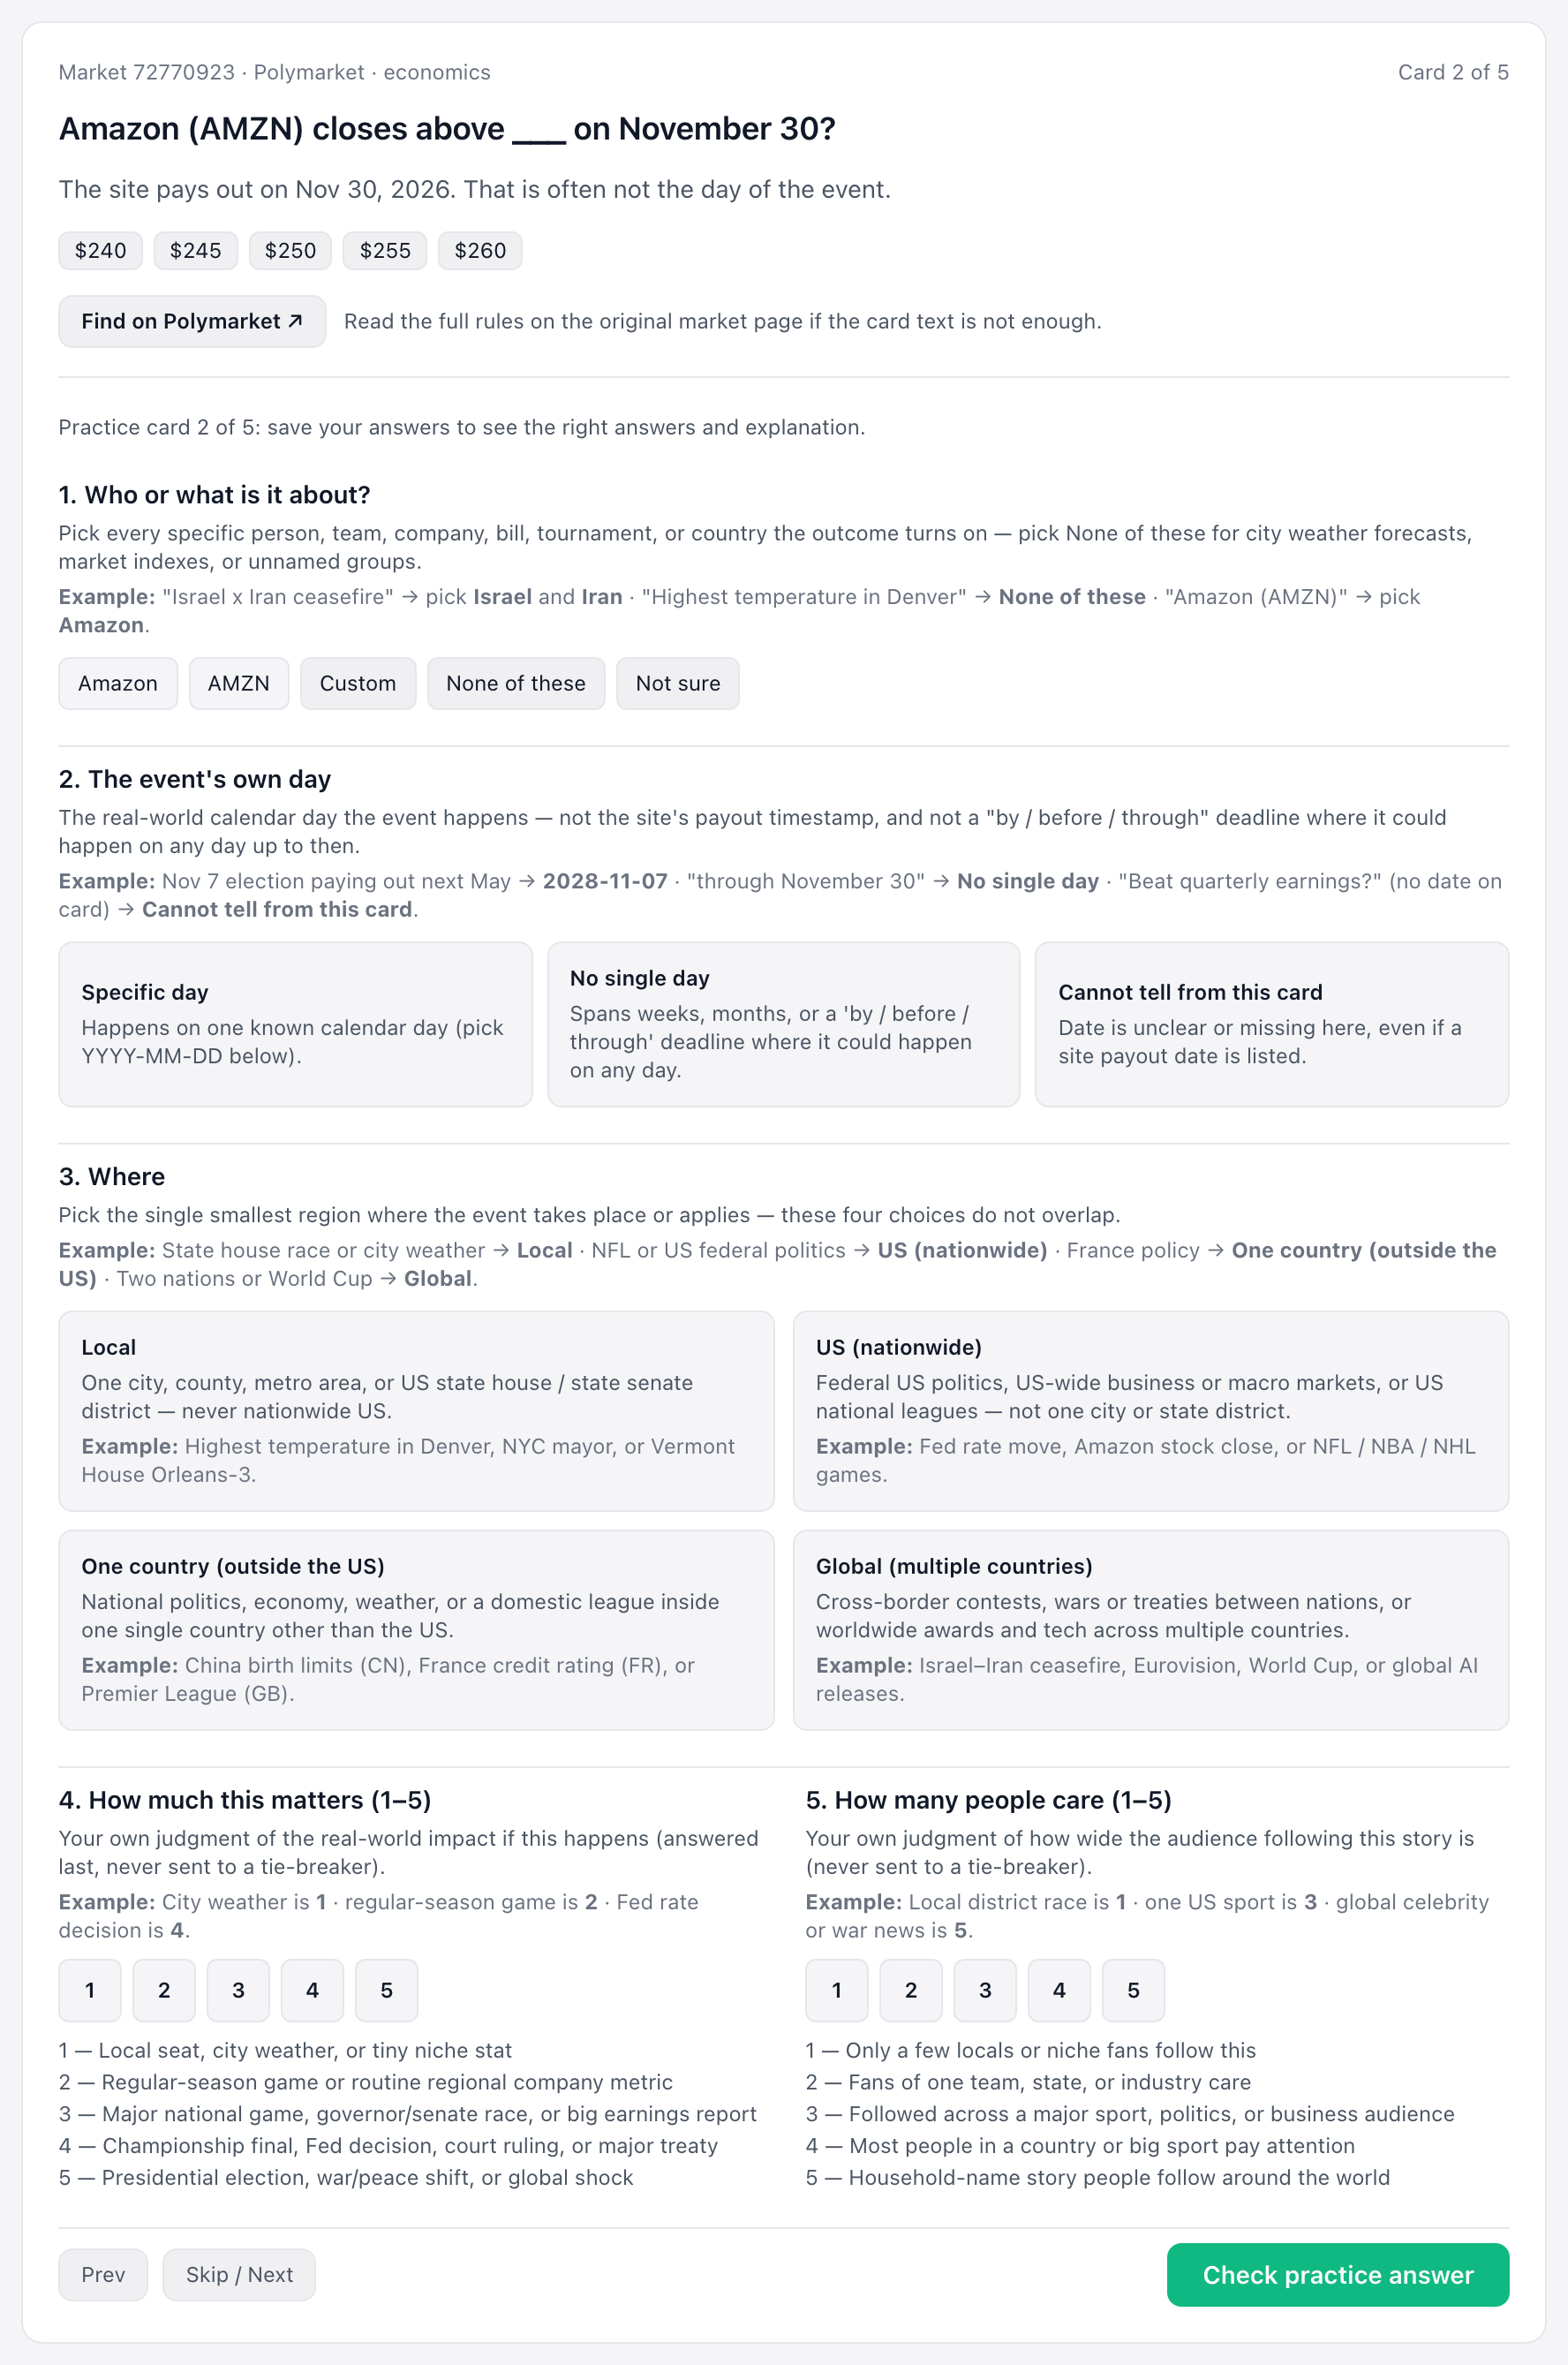 Market 72770923 · Polymarket · economics
Card 2 of 5
Amazon (AMZN) closes above ___ on November 30?
The site pays out on Nov 30, 2026. That is often not the day of the event.
$240 $245 $250 $255 $260
Find on Polymarket ↗ Read the full rules on the original market page if the card text is not enough.
Practice card 2 of 5: save your answers to see the right answers and explanation.
1. Who or what is it about?
Pick every specific person, team, company, bill, tournament, or country the outcome turns on — pick None of these for city weather forecasts,
market indexes, or unnamed groups.
Example: "Israel x Iran ceasefire" → pick Israel and Iran · "Highest temperature in Denver" → None of these · "Amazon (AMZN)" → pick
Amazon.
Amazon AMZN Custom None of these Not sure
2. The event's own day
The real-world calendar day the event happens — not the site's payout timestamp, and not a "by / before / through" deadline where it could
happen on any day up to then.
Example: Nov 7 election paying out next May → 2028-11-07 · "through November 30" → No single day · "Beat quarterly earnings?" (no date on
card) → Cannot tell from this card.
Specific day
Happens on one known calendar day (pick
YYYY-MM-DD below).
No single day
Spans weeks, months, or a 'by / before /
through' deadline where it could happen
on any day.
Cannot tell from this card
Date is unclear or missing here, even if a
site payout date is listed.
3. Where
Pick the single smallest region where the event takes place or applies — these four choices do not overlap.
Example: State house race or city weather → Local · NFL or US federal politics → US (nationwide) · France policy → One country (outside the
US) · Two nations or World Cup → Global.
Local
One city, county, metro area, or US state house / state senate
district — never nationwide US.
Example: Highest temperature in Denver, NYC mayor, or Vermont
House Orleans-3.
US (nationwide)
Federal US politics, US-wide business or macro markets, or US
national leagues — not one city or state district.
Example: Fed rate move, Amazon stock close, or NFL / NBA / NHL
games.
One country (outside the US)
National politics, economy, weather, or a domestic league inside
one single country other than the US.
Example: China birth limits (CN), France credit rating (FR), or
Premier League (GB).
Global (multiple countries)
Cross-border contests, wars or treaties between nations, or
worldwide awards and tech across multiple countries.
Example: Israel–Iran ceasefire, Eurovision, World Cup, or global AI
releases.
4. How much this matters (1–5)
Your own judgment of the real-world impact if this happens (answered
last, never sent to a tie-breaker).
Example: City weather is 1 · regular-season game is 2 · Fed rate
decision is 4.
1 2 3 4 5
1 — Local seat, city weather, or tiny niche stat
2 — Regular-season game or routine regional company metric
3 — Major national game, governor/senate race, or big earnings report
4 — Championship final, Fed decision, court ruling, or major treaty
5 — Presidential election, war/peace shift, or global shock
5. How many people care (1–5)
Your own judgment of how wide the audience following this story is
(never sent to a tie-breaker).
Example: Local district race is 1 · one US sport is 3 · global celebrity
or war news is 5.
1 2 3 4 5
1 — Only a few locals or niche fans follow this
2 — Fans of one team, state, or industry care
3 — Followed across a major sport, politics, or business audience
4 — Most people in a country or big sport pay attention
5 — Household-name story people follow around the world
Prev Skip / Next Check practice answer